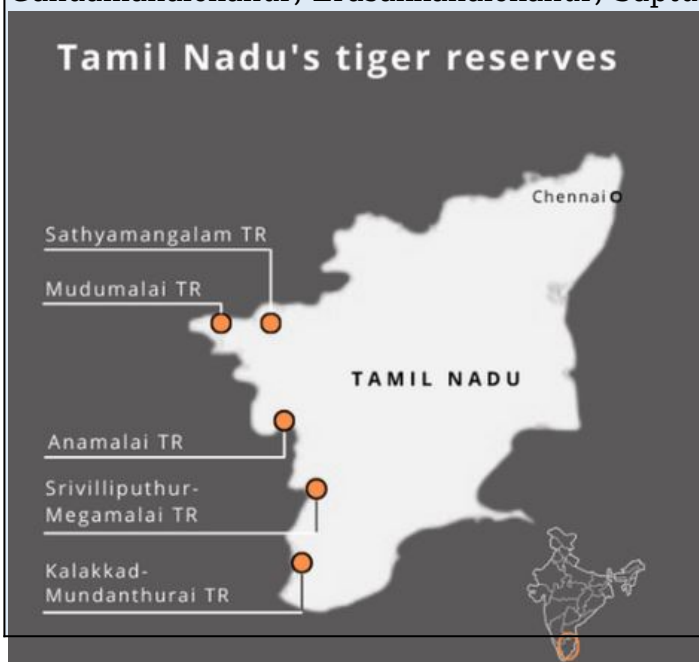 Tamil Nadu's tiger reserves
Chennai
Sathyamangalam TR
Mudumalai TR
TAMIL NADU
Anamalai TR
Srivilliputhur-
Megamalai TR
Kalakkad-
Mundanthurai TR